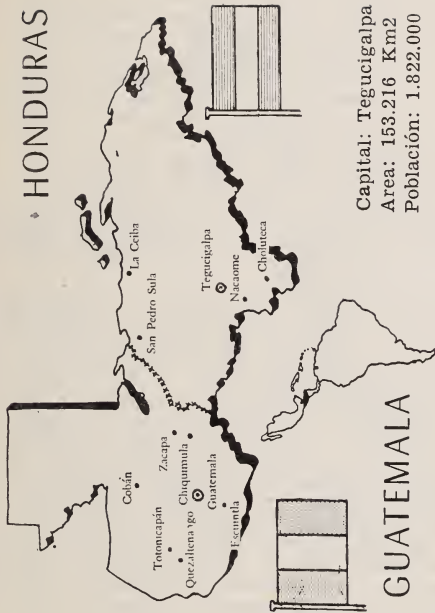 HONDURAS
La Ceiba
San Pedro Sula
Tegucigalpa
Nacaome
Choluteca
Capital: Tegucigalpa
Area: 153.216 Km2
Población: 1.822.000
Cobán
Zacapa
Totonicapán
Chiquimula
Quezaltenango
Guatemala
Escuintla
GUATEMALA